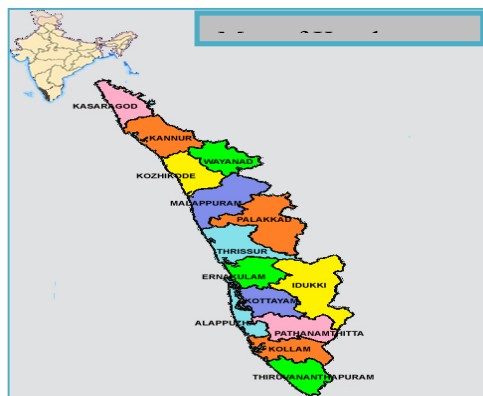 KASARAGOD
KANNUR
WAYANAD
KOZHIKODE
MALAPPURAM
PALAKKAD
THRISSUR
ERNAKULAM
IDUKKI
KOTTAYAM
ALAPPUZHA
PATHANAMTHITTA
KOLLAM
THIRUVANANTHAPURAM